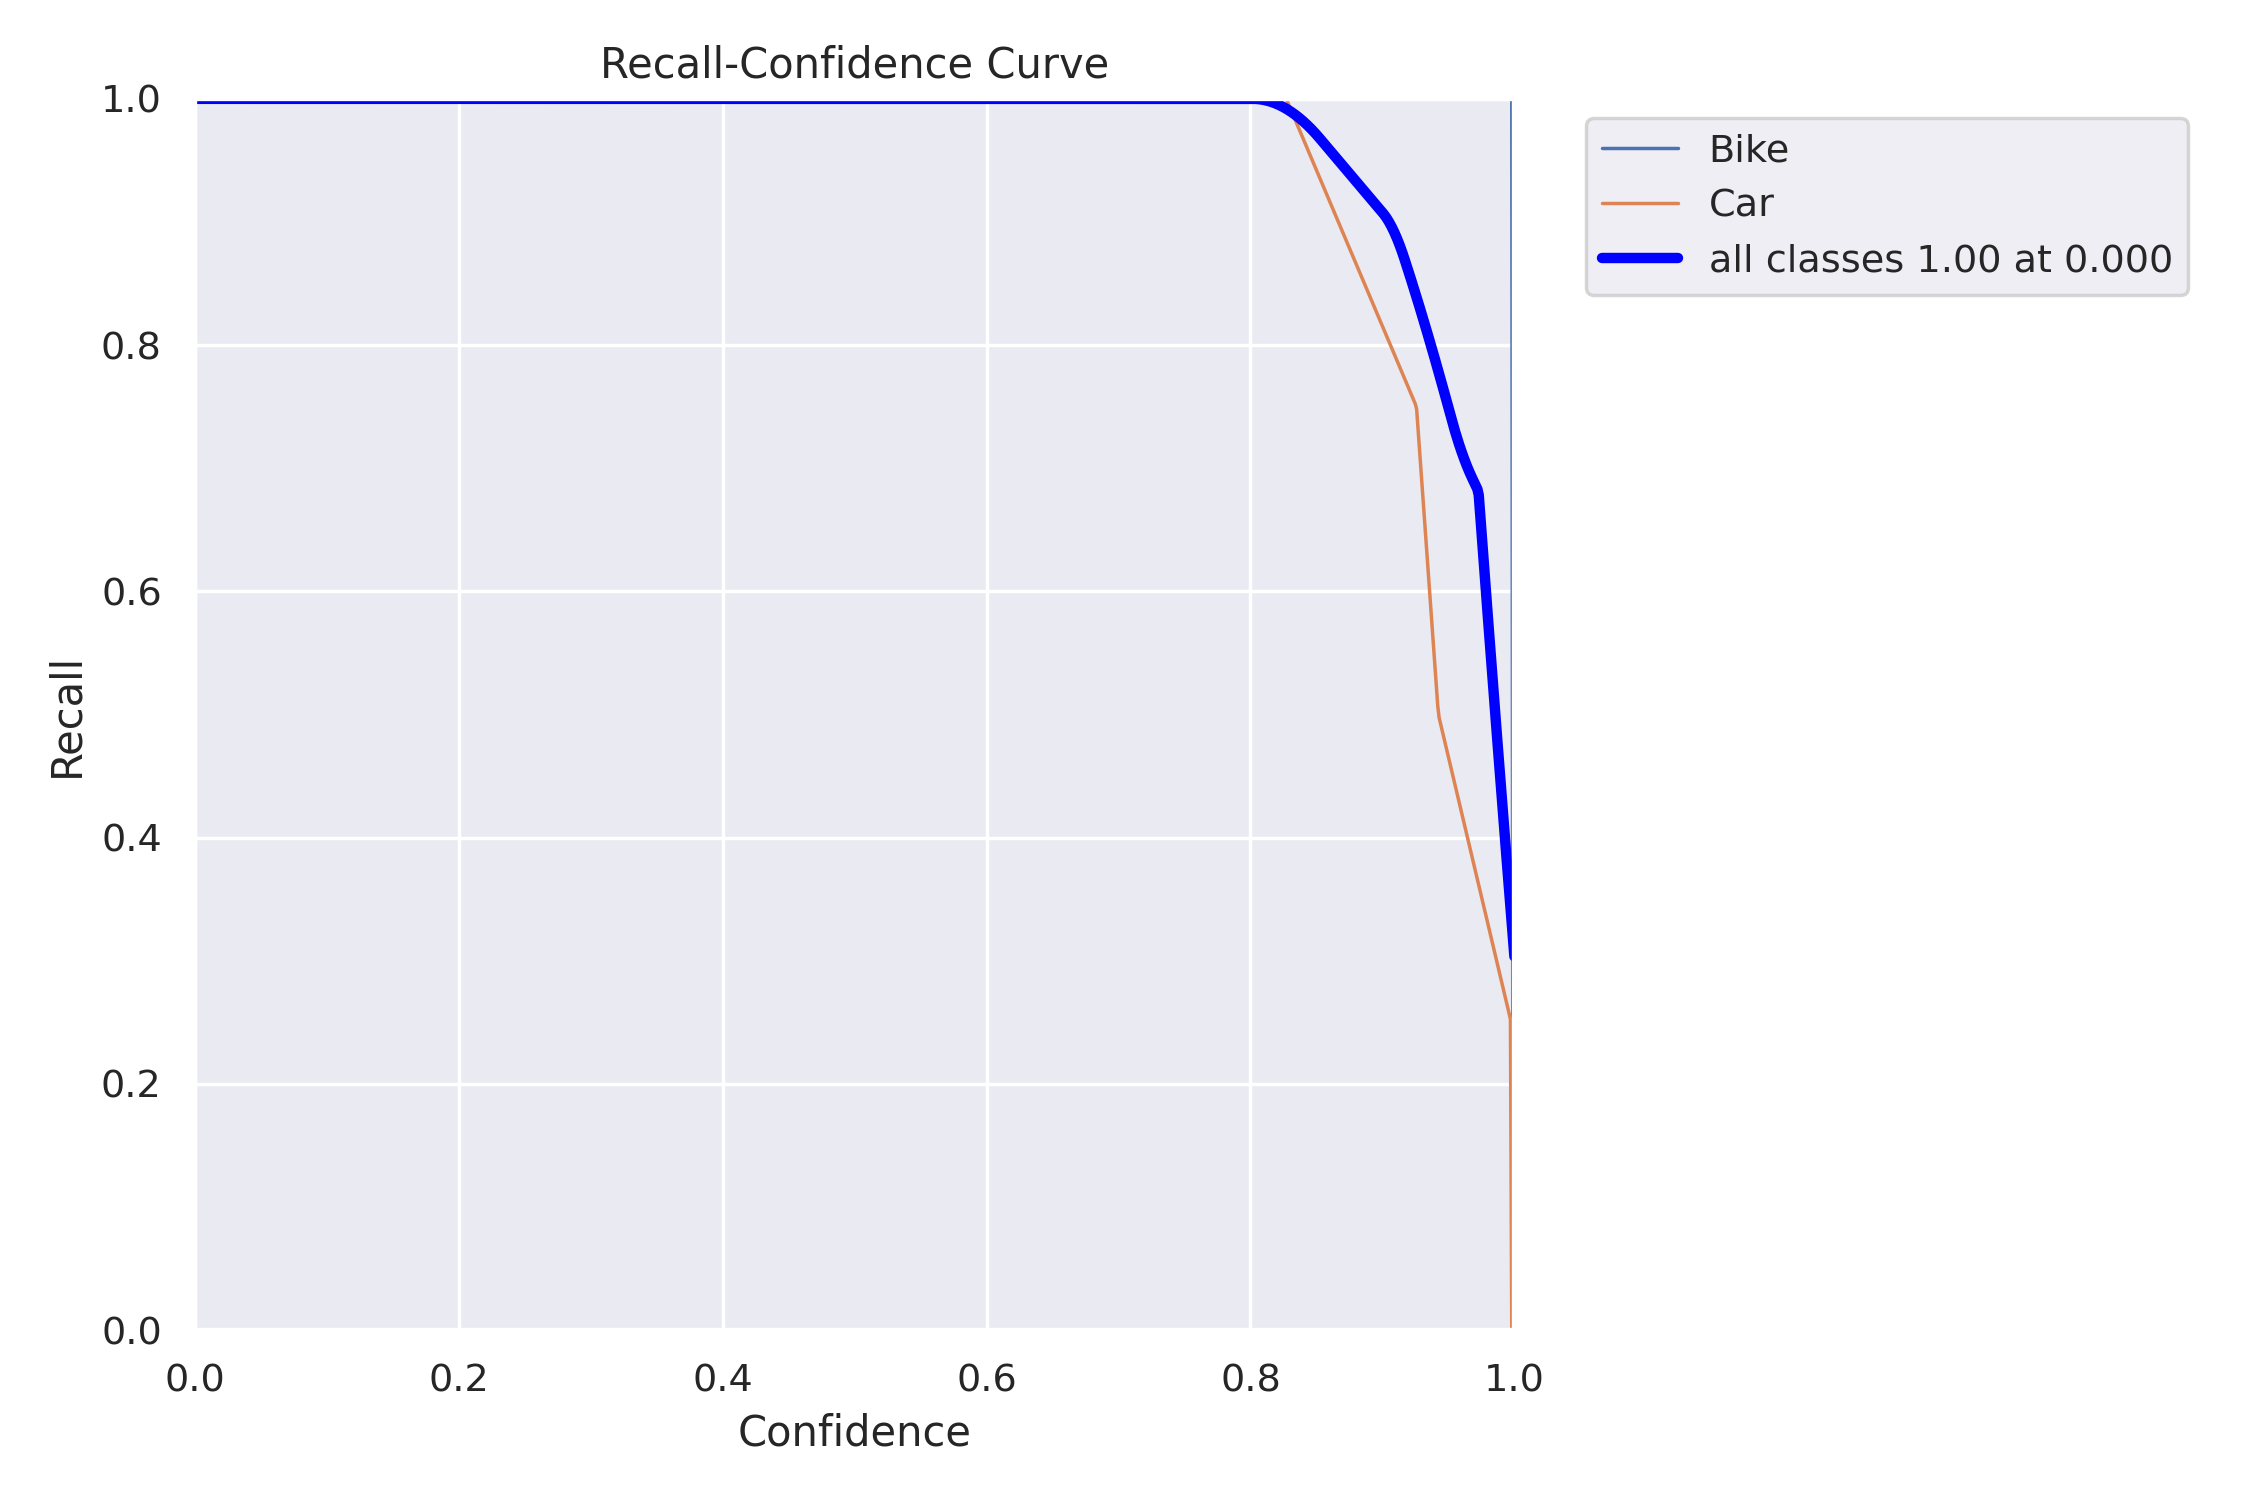 Recall-Confidence Curve
1.0
0.8
0.6
0.4
0.2
0.0
Recall
0.0 0.2 0.4 0.6 0.8 1.0
Confidence
Bike
Car
all classes 1.00 at 0.000